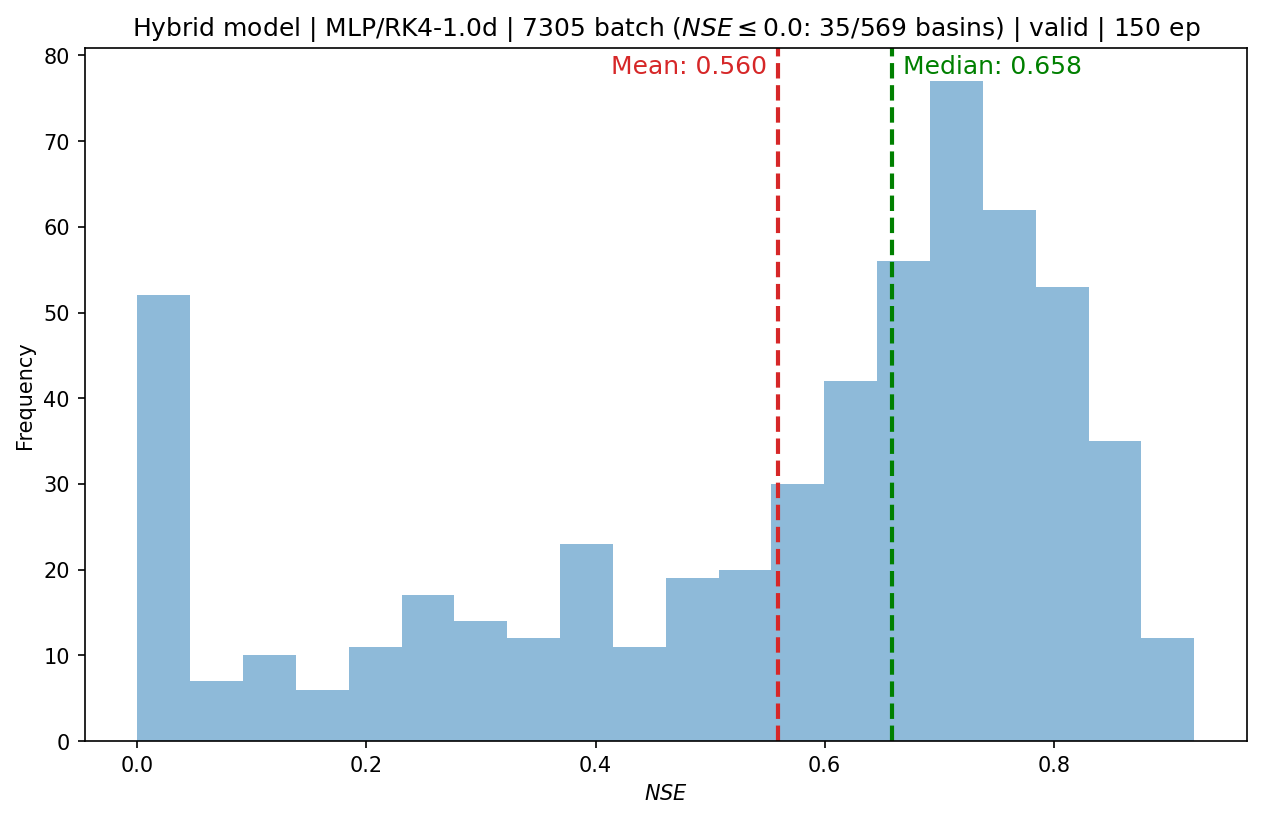 Hybrid model | MLP/RK4-1.0d | 7305 batch (NSE ≤ 0.0: 35/569 basins) | valid | 150 ep
Mean: 0.560
Median: 0.658
80
70
60
50
40
30
20
10
0
Frequency
0.0 0.2 0.4 0.6 0.8
NSE